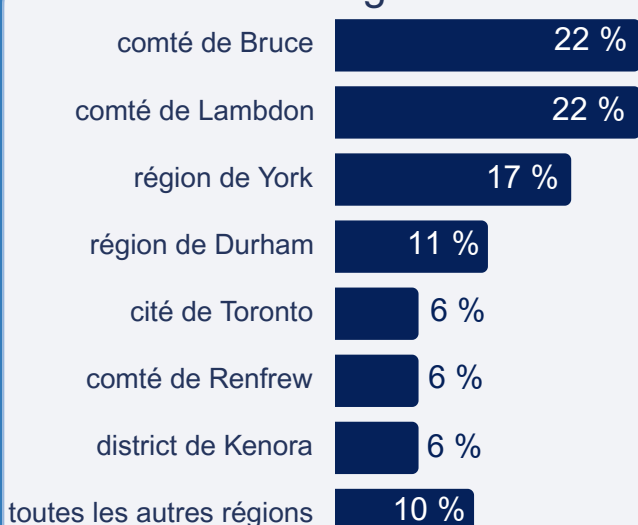 comté de Bruce 22 %
comté de Lambdon 22 %
région de York 17 %
région de Durham 11 %
cité de Toronto 6 %
comté de Renfrew 6 %
district de Kenora 6 %
toutes les autres régions 10 %